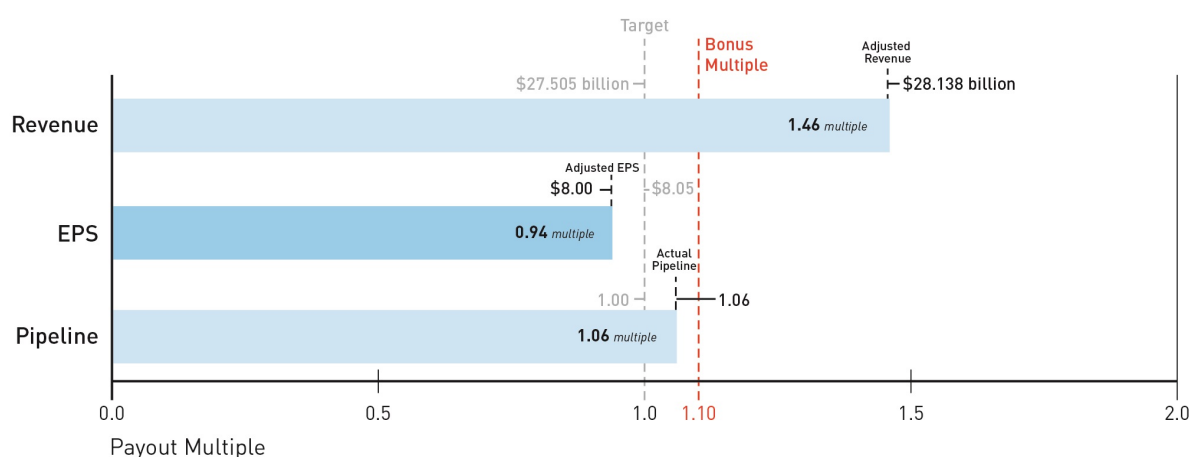 Target
Bonus
Multiple
Adjusted
Revenue
$27.505 billion
$28.138 billion
Revenue
1.46 multiple
Adjusted EPS
$8.00
$8.05
EPS
0.94 multiple
Actual
Pipeline
1.00
1.06
Pipeline
1.06 multiple
0.0 0.5 1.0 1.10 1.5 2.0
Payout Multiple